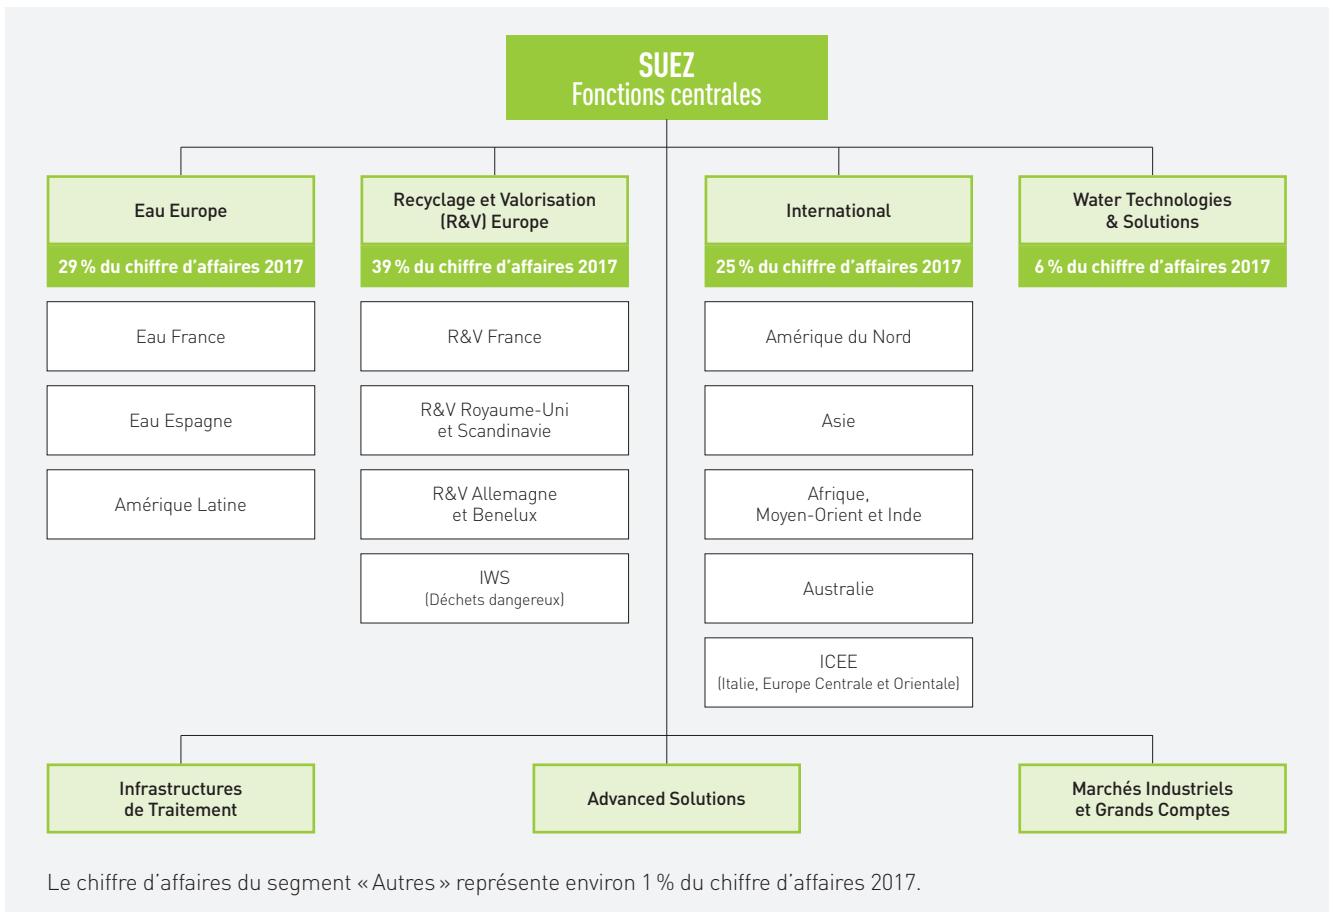 SUEZ
Fonctions centrales
Eau Europe
29 % du chiffre d’affaires 2017
Eau France
Eau Espagne
Amérique Latine
Recyclage et Valorisation
(R&V) Europe
39 % du chiffre d’affaires 2017
R&V France
R&V Royaume-Uni
et Scandinavie
R&V Allemagne
et Benelux
IWS
(Déchets dangereux)
International
25 % du chiffre d’affaires 2017
Amérique du Nord
Asie
Afrique,
Moyen-Orient et Inde
Australie
ICEE
(Italie, Europe Centrale et Orientale)
Water Technologies
& Solutions
6 % du chiffre d’affaires 2017
Infrastructures
de Traitement
Advanced Solutions
Marchés Industriels
et Grands Comptes
Le chiffre d’affaires du segment « Autres » représente environ 1 % du chiffre d’affaires 2017.